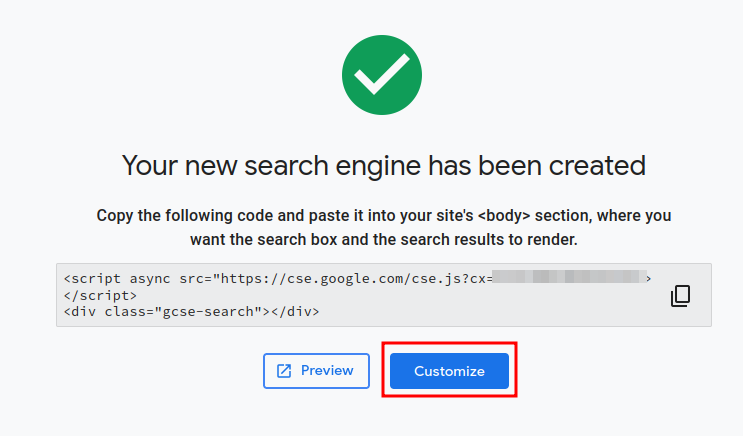 Your new search engine has been created
Copy the following code and paste it into your site's <body> section, where you
want the search box and the search results to render.
<script async src="https://cse.google.com/cse.js?cx=
</script>
<div class="gcse-search"></div>
Preview
Customize